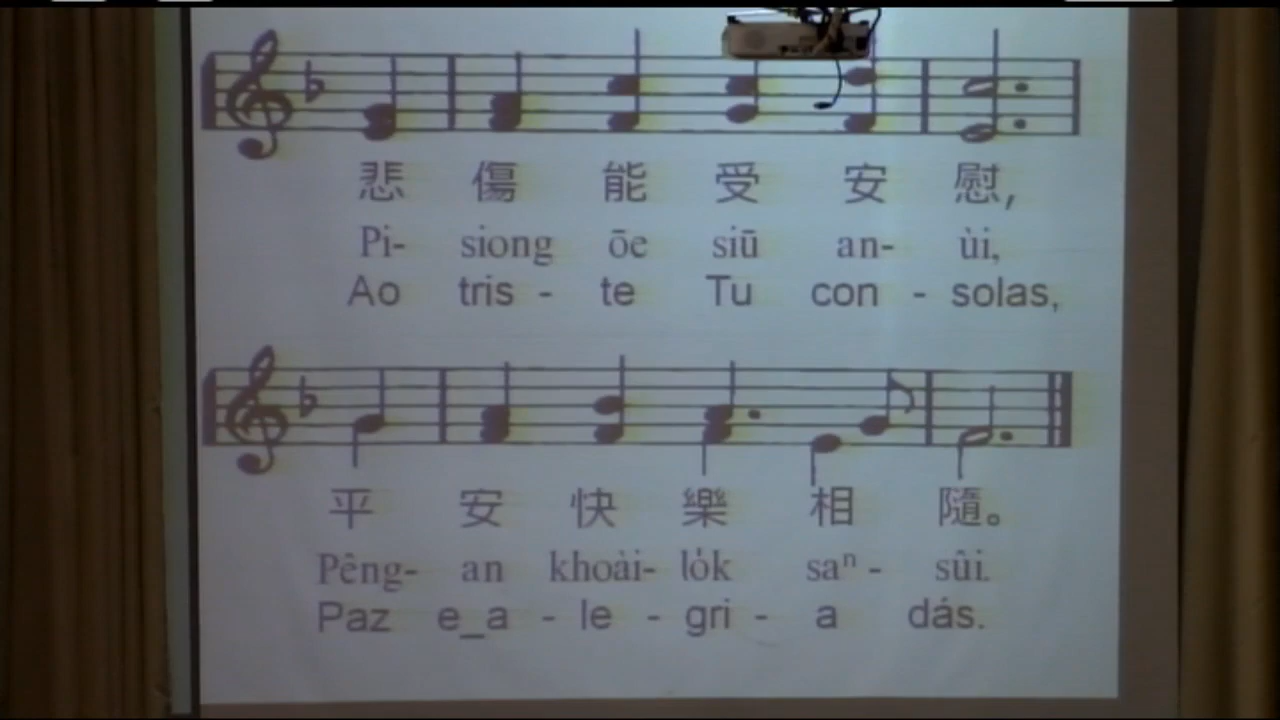 悲 傷 能 受 安 慰,
Pi- siong ōe siū an- ùi,
Ao tris - te Tu con - solas,
平 安 快 樂 相 隨。
Pêng- an khoài- lo̍k saⁿ - sûi.
Paz e_a - le - gri - a dás.